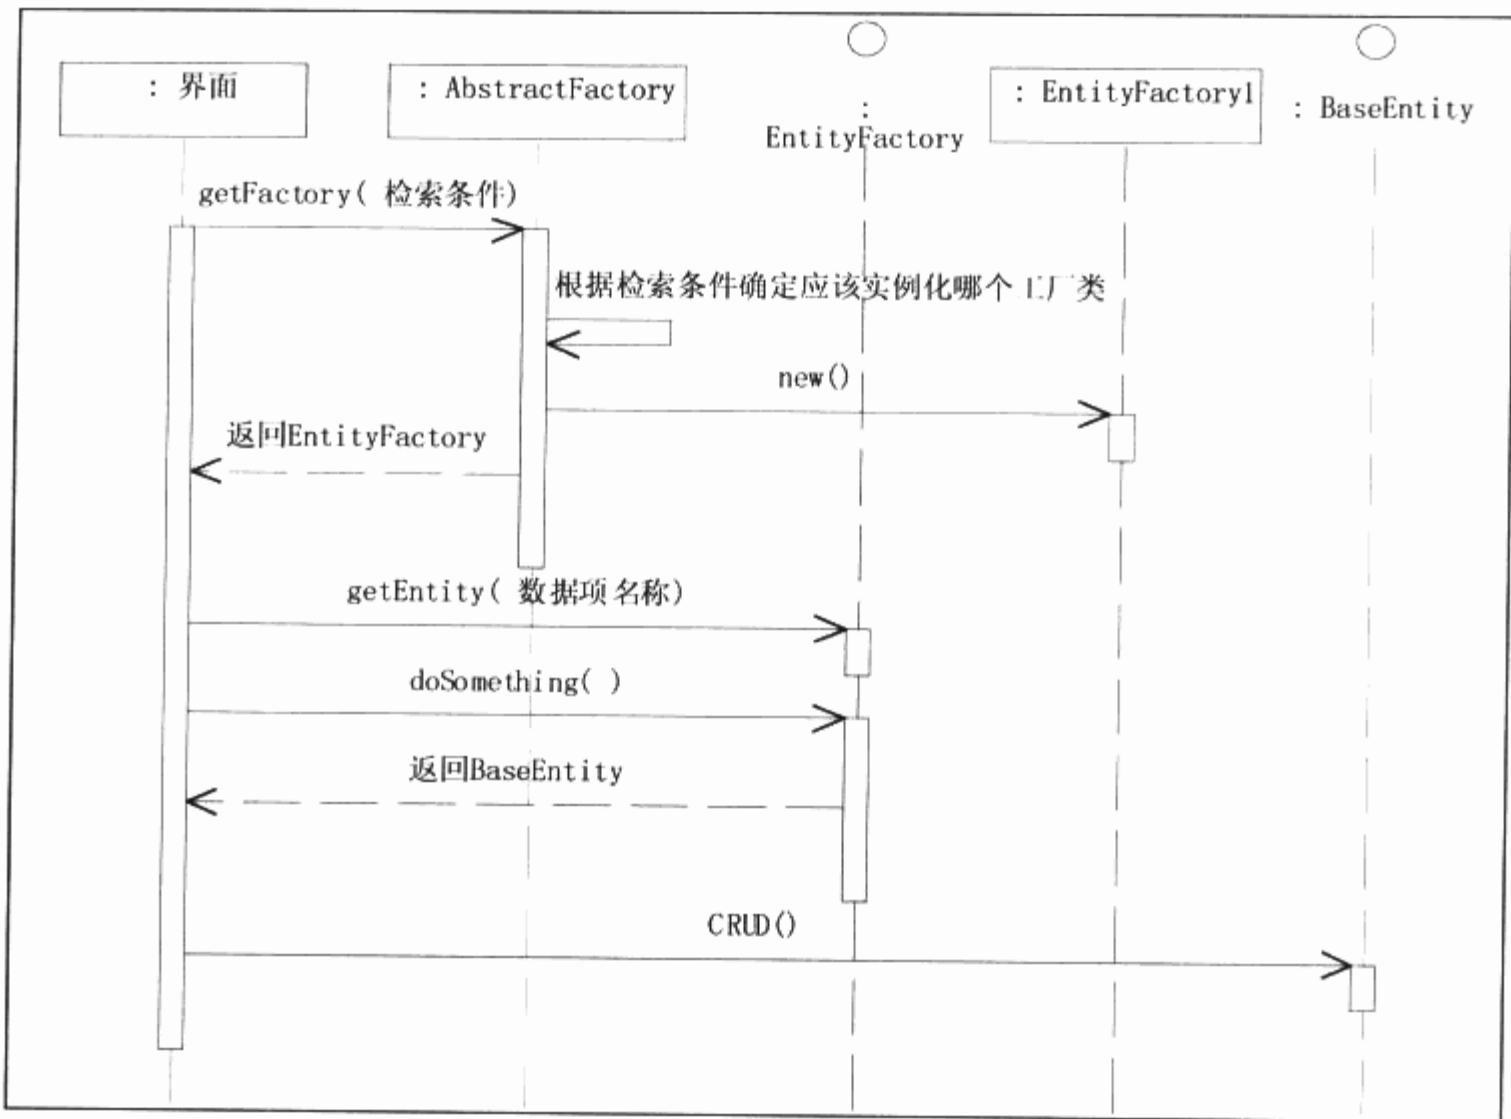 : 界面
: AbstractFactory
:
EntityFactory
: EntityFactory1
: BaseEntity
getFactory( 检索条件)
根据检索条件确定应该实例化哪个工厂类
new()
返回EntityFactory
getEntity( 数据项名称)
doSomething( )
返回BaseEntity
CRUD()